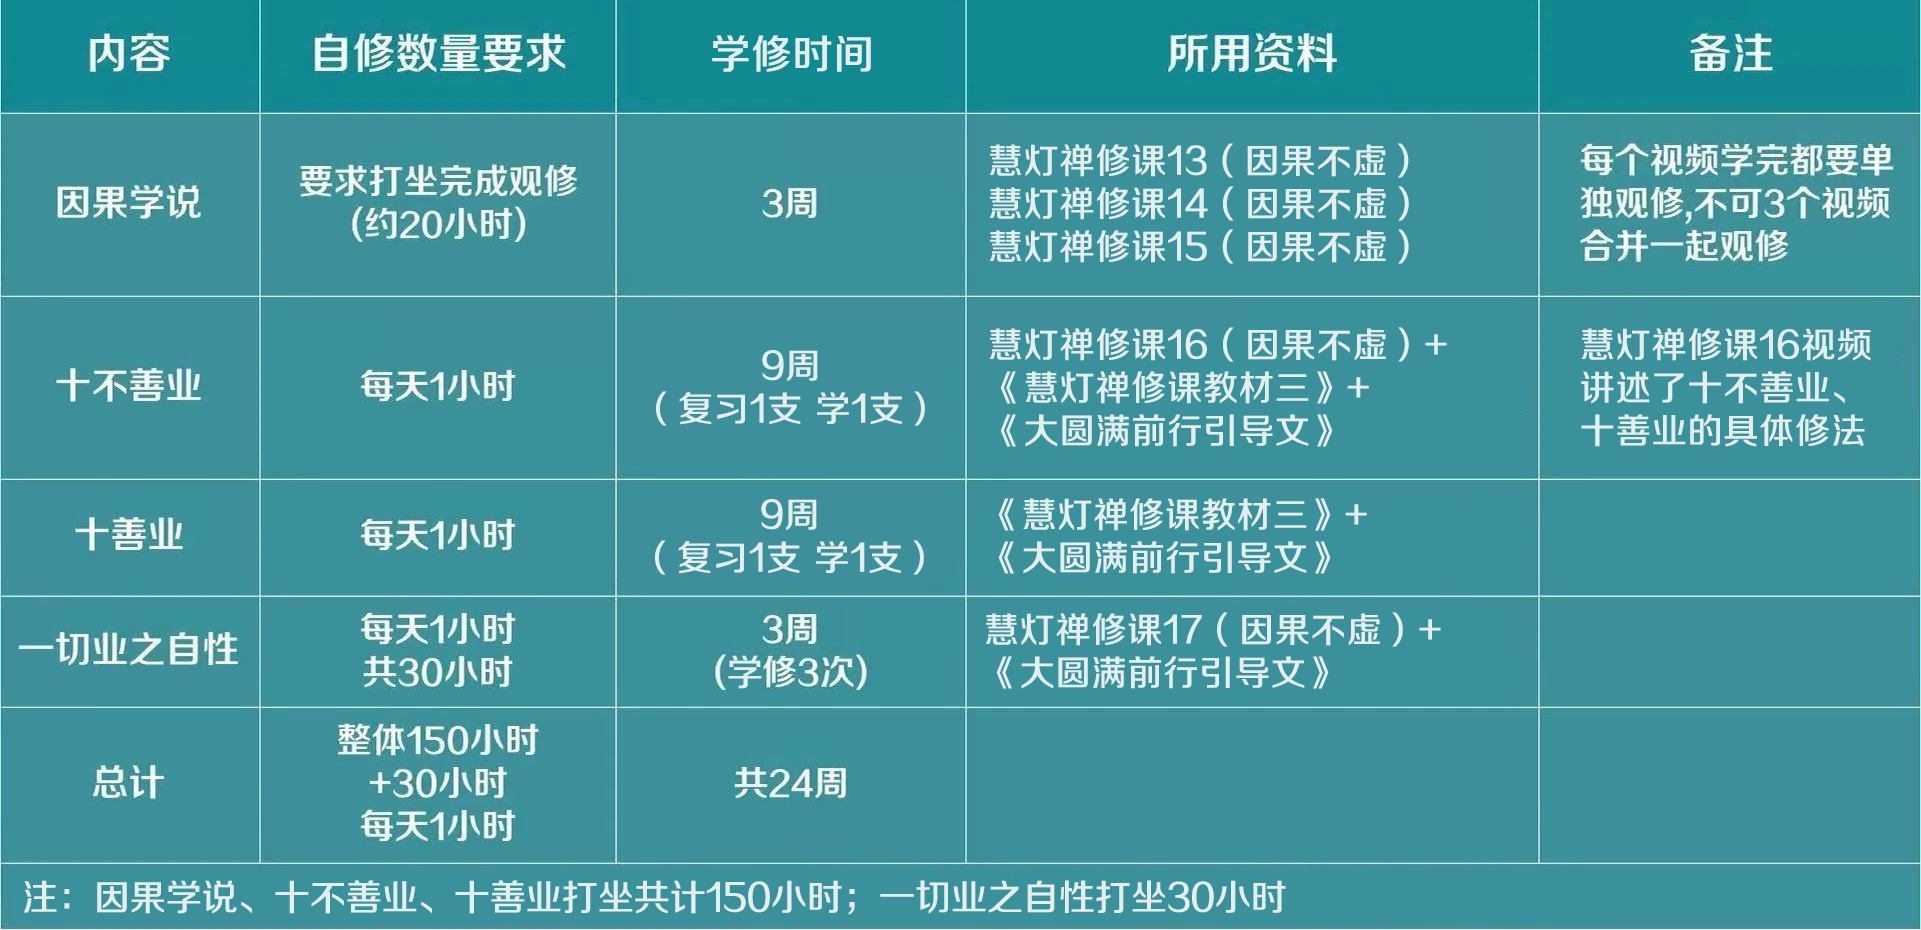 内容
自修数量要求
学修时间
所用资料
备注
因果学说
要求打坐完成观修
(约20小时)
3周
慧灯禅修课13（因果不虚）
慧灯禅修课14（因果不虚）
慧灯禅修课15（因果不虚）
每个视频学完都要单
独观修,不可3个视频
合并一起观修
十不善业
每天1小时
9周
（复习1支 学1支）
慧灯禅修课16（因果不虚）+
《慧灯禅修课教材三》+
《大圆满前行引导文》
慧灯禅修课16视频
讲述了十不善业、
十善业的具体修法
十善业
每天1小时
9周
（复习1支 学1支）
《慧灯禅修课教材三》+
《大圆满前行引导文》
一切业之自性
每天1小时
共30小时
3周
(学修3次)
慧灯禅修课17（因果不虚）+
《大圆满前行引导文》
总计
整体150小时
+30小时
每天1小时
共24周
注：因果学说、十不善业、十善业打坐共计150小时；一切业之自性打坐30小时